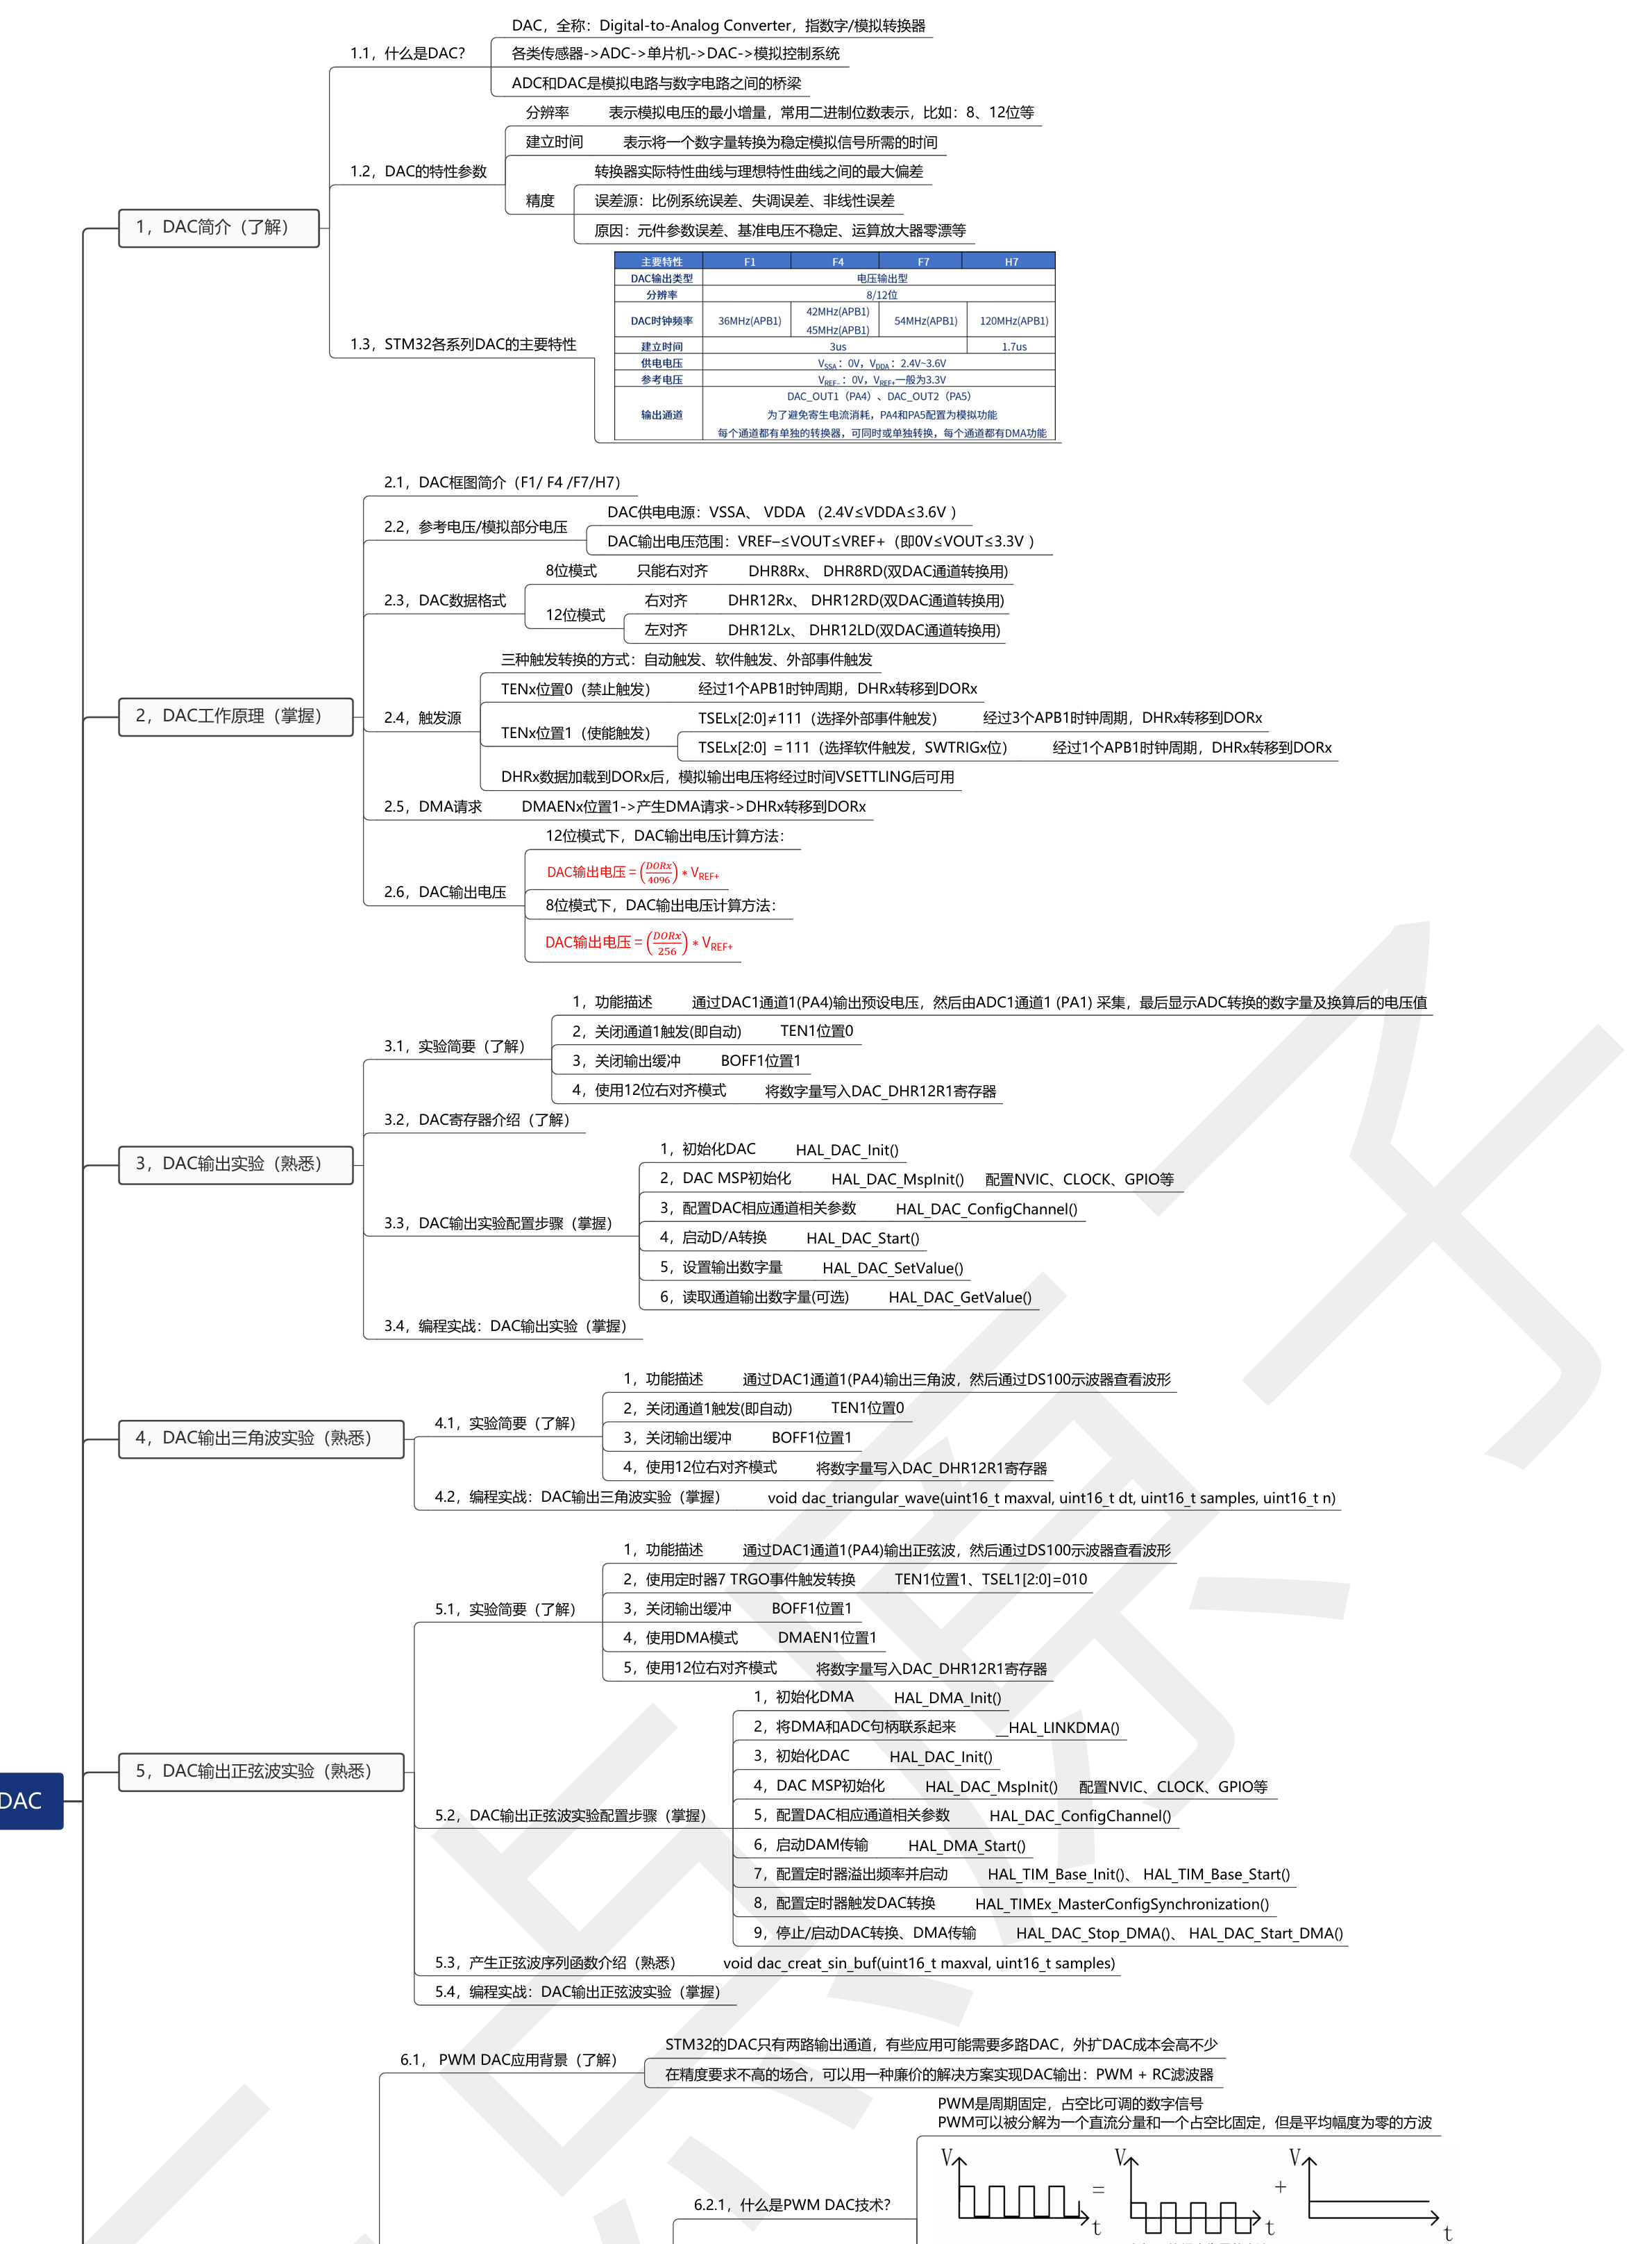 DAC
1，DAC简介（了解）
1.1，什么是DAC？
DAC，全称：Digital-to-Analog Converter，指数字/模拟转换器
各类传感器->ADC->单片机->DAC->模拟控制系统
ADC和DAC是模拟电路与数字电路之间的桥梁
1.2，DAC的特性参数
分辨率 表示模拟电压的最小增量，常用二进制位数表示，比如：8、12位等
建立时间 表示将一个数字量转换为稳定模拟信号所需的时间
精度
转换器实际特性曲线与理想特性曲线之间的最大偏差
误差源：比例系统误差、失调误差、非线性误差
原因：元件参数误差、基准电压不稳定、运算放大器零漂等
1.3，STM32各系列DAC的主要特性
主要特性 F1 F4 F7 H7
DAC输出类型 电压输出型
分辨率 8/12位
DAC时钟频率 36MHz(APB1) 42MHz(APB1) 45MHz(APB1) 54MHz(APB1) 120MHz(APB1)
建立时间 3us 1.7us
供电电压 VSSA：0V，VDDA：2.4V~3.6V
参考电压 VREF–：0V，VREF+一般为3.3V
输出通道
DAC_OUT1（PA4）、DAC_OUT2（PA5）
为了避免寄生电流消耗，PA4和PA5配置为模拟功能
每个通道都有单独的转换器，可同时或单独转换，每个通道都有DMA功能
2，DAC工作原理（掌握）
2.1，DAC框图简介（F1/ F4 /F7/H7）
2.2，参考电压/模拟部分电压
DAC供电电源：VSSA、 VDDA （2.4V≤VDDA≤3.6V ）
DAC输出电压范围：VREF–≤VOUT≤VREF+（即0V≤VOUT≤3.3V ）
2.3，DAC数据格式
8位模式 只能右对齐 DHR8Rx、 DHR8RD(双DAC通道转换用)
12位模式
右对齐 DHR12Rx、 DHR12RD(双DAC通道转换用)
左对齐 DHR12Lx、 DHR12LD(双DAC通道转换用)
2.4，触发源
三种触发转换的方式：自动触发、软件触发、外部事件触发
TENx位置0（禁止触发） 经过1个APB1时钟周期，DHRx转移到DORx
TENx位置1（使能触发）
TSELx[2:0]≠111（选择外部事件触发） 经过3个APB1时钟周期，DHRx转移到DORx
TSELx[2:0] =111（选择软件触发，SWTRIGx位） 经过1个APB1时钟周期，DHRx转移到DORx
DHRx数据加载到DORx后，模拟输出电压将经过时间VSETTLING后可用
2.5，DMA请求 DMAENx位置1->产生DMA请求->DHRx转移到DORx
2.6，DAC输出电压
12位模式下，DAC输出电压计算方法：
DAC输出电压 = (DORx/4096) * VREF+
8位模式下，DAC输出电压计算方法：
DAC输出电压 = (DORx/256) * VREF+
3，DAC输出实验（熟悉）
3.1，实验简要（了解）
1，功能描述 通过DAC1通道1(PA4)输出预设电压，然后由ADC1通道1 (PA1) 采集，最后显示ADC转换的数字量及换算后的电压值
2，关闭通道1触发(即自动) TEN1位置0
3，关闭输出缓冲 BOFF1位置1
4，使用12位右对齐模式 将数字量写入DAC_DHR12R1寄存器
3.2，DAC寄存器介绍（了解）
3.3，DAC输出实验配置步骤（掌握）
1，初始化DAC HAL_DAC_Init()
2，DAC MSP初始化 HAL_DAC_MspInit() 配置NVIC、CLOCK、GPIO等
3，配置DAC相应通道相关参数 HAL_DAC_ConfigChannel()
4，启动D/A转换 HAL_DAC_Start()
5，设置输出数字量 HAL_DAC_SetValue()
6，读取通道输出数字量(可选) HAL_DAC_GetValue()
3.4，编程实战：DAC输出实验（掌握）
4，DAC输出三角波实验（熟悉）
4.1，实验简要（了解）
1，功能描述 通过DAC1通道1(PA4)输出三角波，然后通过DS100示波器查看波形
2，关闭通道1触发(即自动) TEN1位置0
3，关闭输出缓冲 BOFF1位置1
4，使用12位右对齐模式 将数字量写入DAC_DHR12R1寄存器
4.2，编程实战：DAC输出三角波实验（掌握） void dac_triangular_wave(uint16_t maxval, uint16_t dt, uint16_t samples, uint16_t n)
5，DAC输出正弦波实验（熟悉）
5.1，实验简要（了解）
1，功能描述 通过DAC1通道1(PA4)输出正弦波，然后通过DS100示波器查看波形
2，使用定时器7 TRGO事件触发转换 TEN1位置1、TSEL1[2:0]=010
3，关闭输出缓冲 BOFF1位置1
4，使用DMA模式 DMAEN1位置1
5，使用12位右对齐模式 将数字量写入DAC_DHR12R1寄存器
5.2，DAC输出正弦波实验配置步骤（掌握）
1，初始化DMA HAL_DMA_Init()
2，将DMA和ADC句柄联系起来 __HAL_LINKDMA()
3，初始化DAC HAL_DAC_Init()
4，DAC MSP初始化 HAL_DAC_MspInit() 配置NVIC、CLOCK、GPIO等
5，配置DAC相应通道相关参数 HAL_DAC_ConfigChannel()
6，启动DAM传输 HAL_DMA_Start()
7，配置定时器溢出频率并启动 HAL_TIM_Base_Init()、 HAL_TIM_Base_Start()
8，配置定时器触发DAC转换 HAL_TIMEx_MasterConfigSynchronization()
9，停止/启动DAC转换、DMA传输 HAL_DAC_Stop_DMA()、 HAL_DAC_Start_DMA()
5.3，产生正弦波序列函数介绍（熟悉） void dac_creat_sin_buf(uint16_t maxval, uint16_t samples)
5.4，编程实战：DAC输出正弦波实验（掌握）
6.1， PWM DAC应用背景（了解）
STM32的DAC只有两路输出通道，有些应用可能需要多路DAC，外扩DAC成本会高不少
在精度要求不高的场合，可以用一种廉价的解决方案实现DAC输出：PWM + RC滤波器
6.2.1，什么是PWM DAC技术？
PWM是周期固定，占空比可调的数字信号
PWM可以被分解为一个直流分量和一个占空比固定，但是平均幅度为零的方波
V t = V t + V t